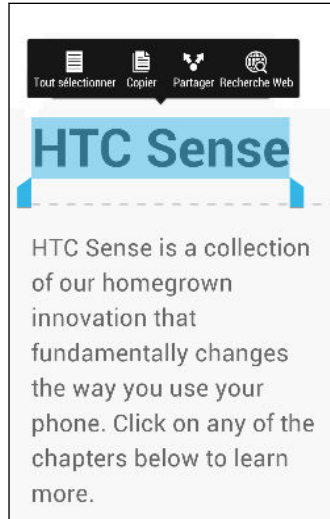 Tout sélectionner Copier Partager Recherche Web
HTC Sense
HTC Sense is a collection
of our homegrown
innovation that
fundamentally changes
the way you use your
phone. Click on any of the
chapters below to learn
more.